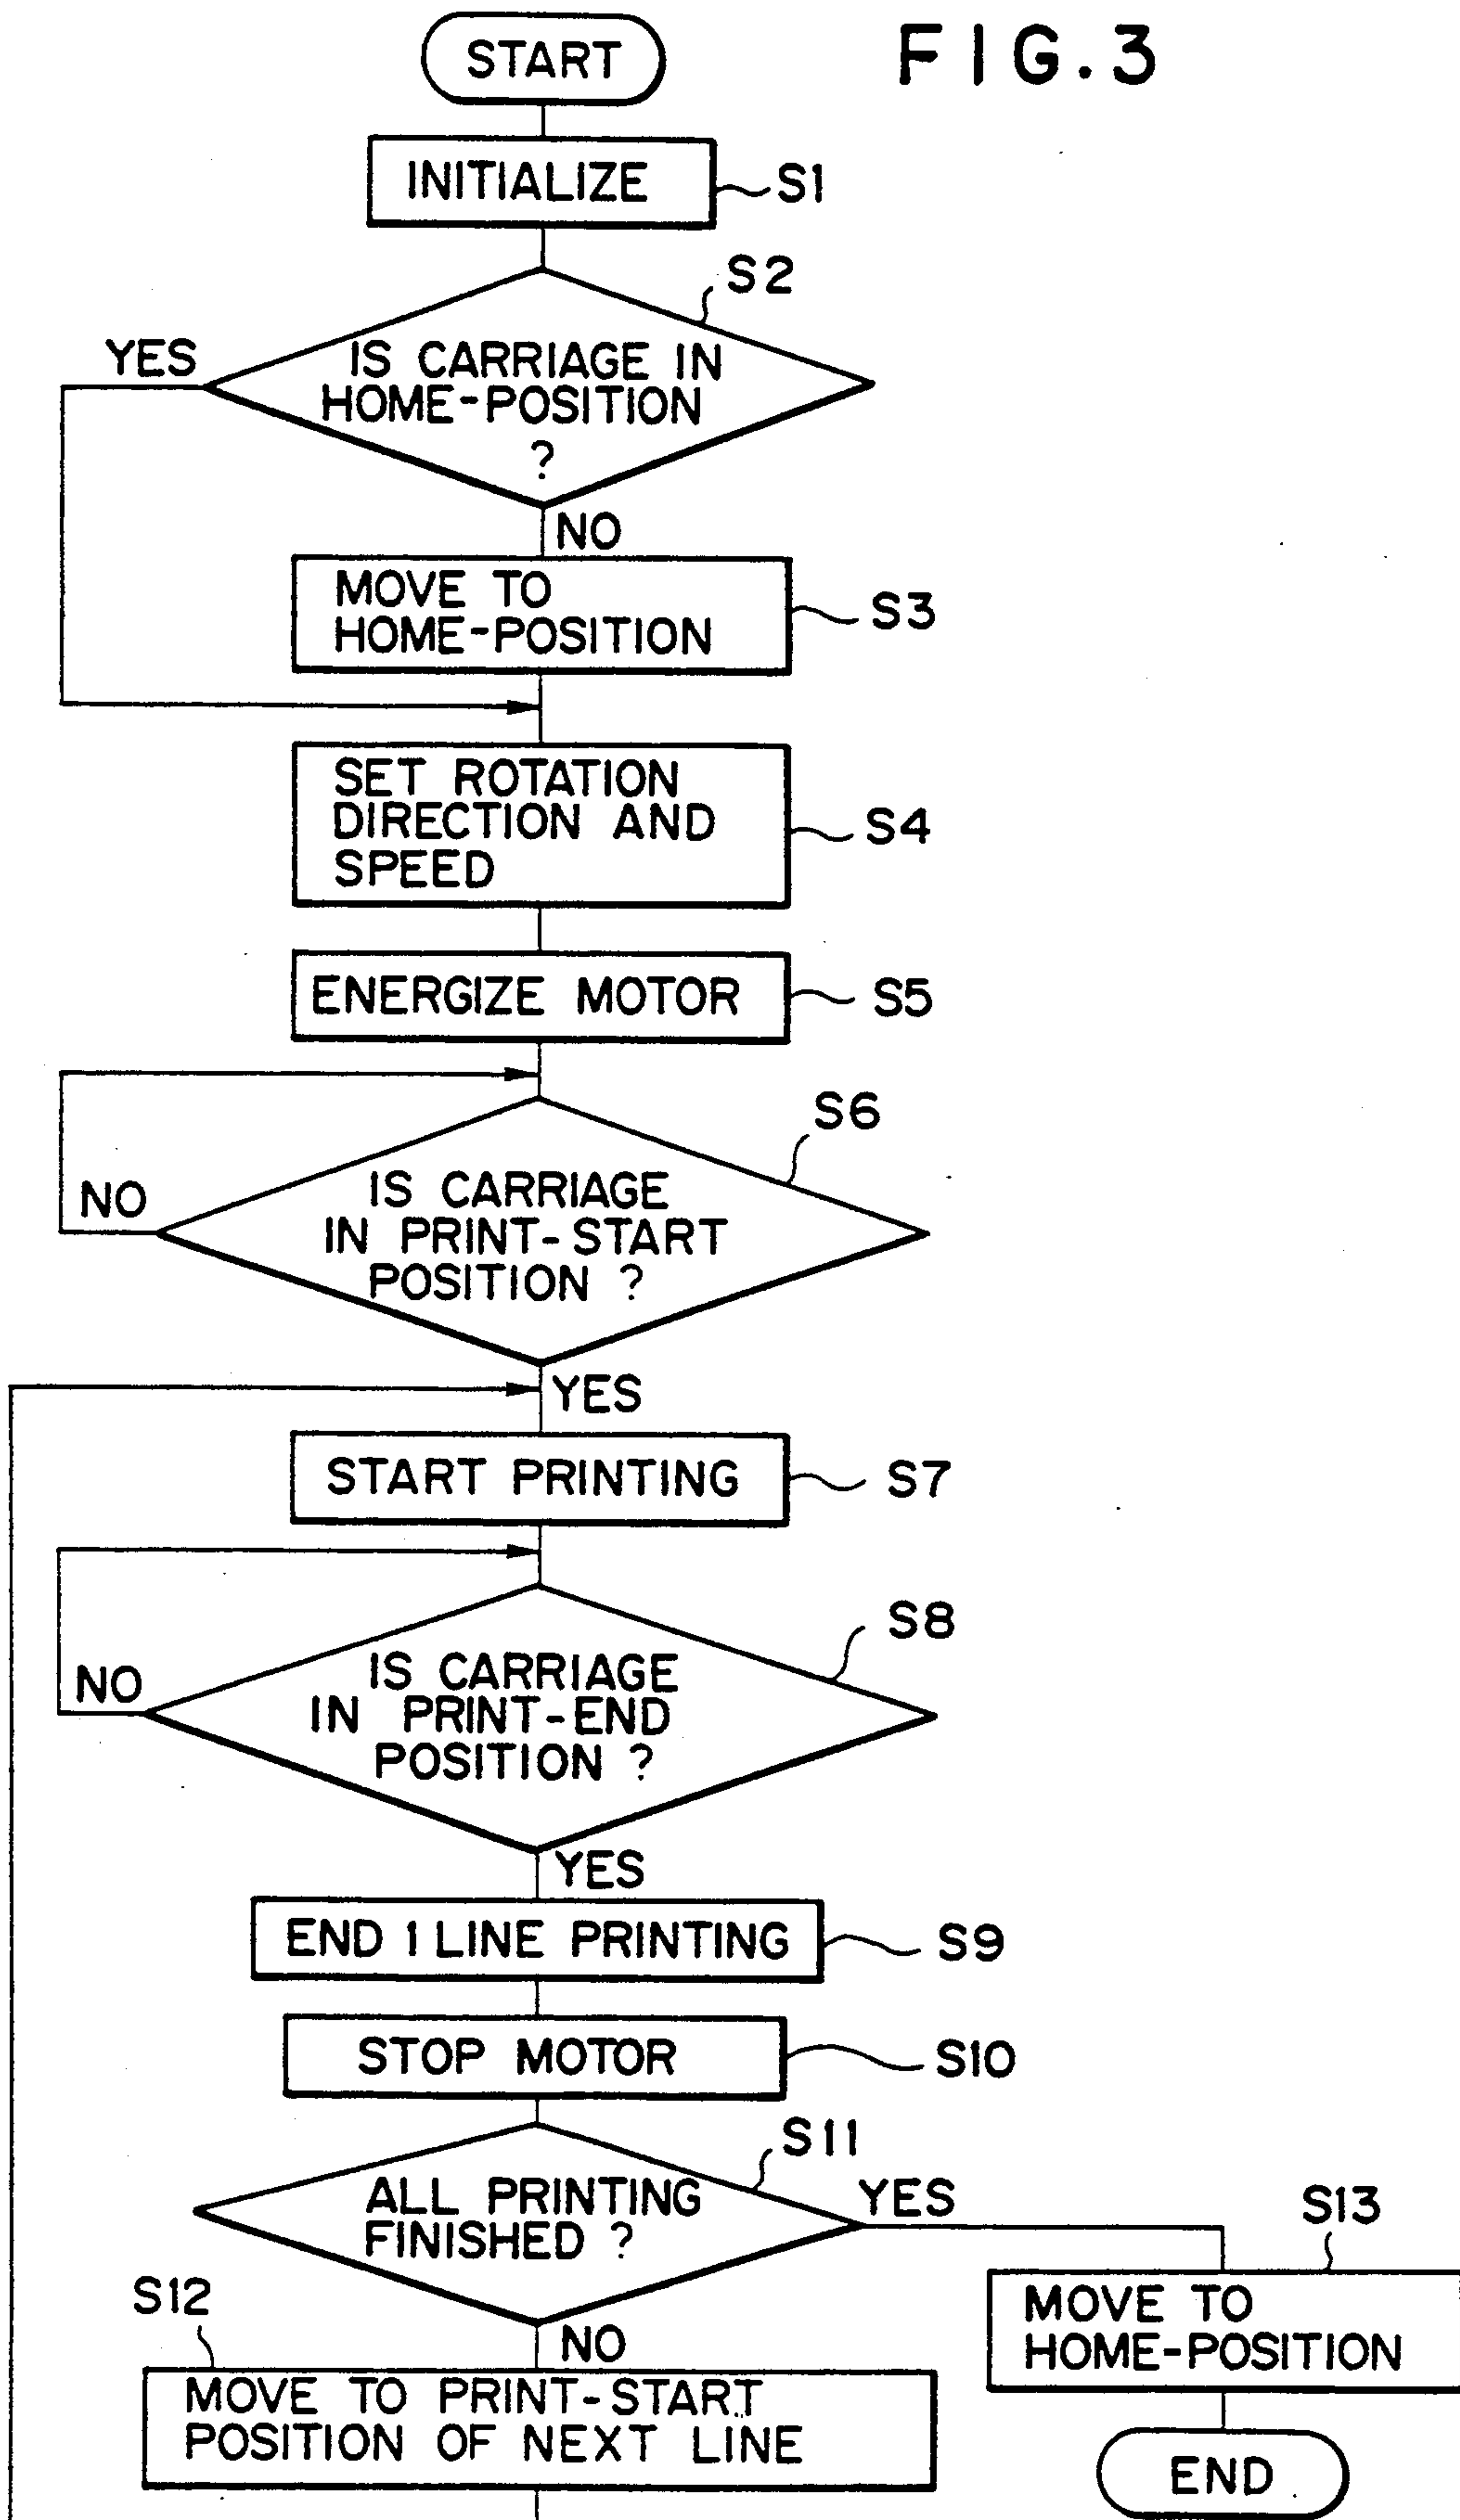 START
FIG.3
INITIALIZE
S1
S2
YES
IS CARRIAGE IN
HOME-POSITION
?
NO
MOVE TO
HOME-POSITION
S3
SET ROTATION
DIRECTION AND
SPEED
S4
ENERGIZE MOTOR
S5
S6
NO
IS CARRIAGE
IN PRINT-START
POSITION ?
YES
START PRINTING
S7
S8
NO
IS CARRIAGE
IN PRINT-END
POSITION ?
YES
END 1 LINE PRINTING
S9
STOP MOTOR
S10
S11
ALL PRINTING
FINISHED ?
YES
S13
MOVE TO
HOME-POSITION
END
S12
NO
MOVE TO PRINT-START
POSITION OF NEXT LINE